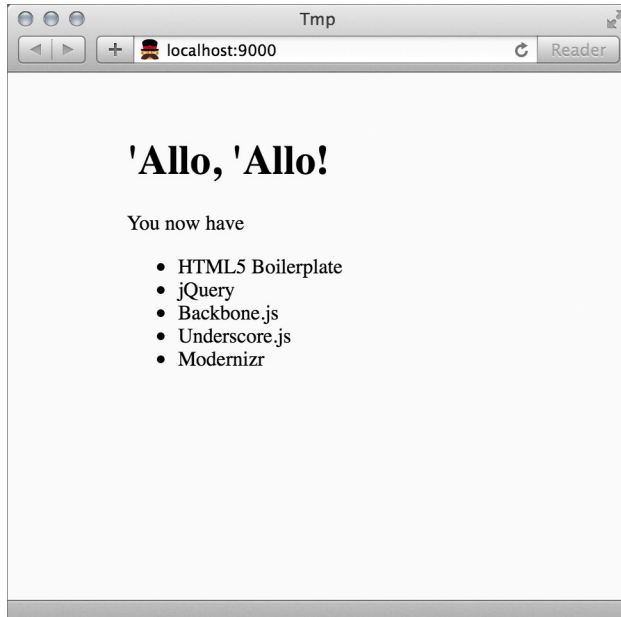 Tmp
localhost:9000
Reader
'Allo, 'Allo!
You now have
• HTML5 Boilerplate
• jQuery
• Backbone.js
• Underscore.js
• Modernizr